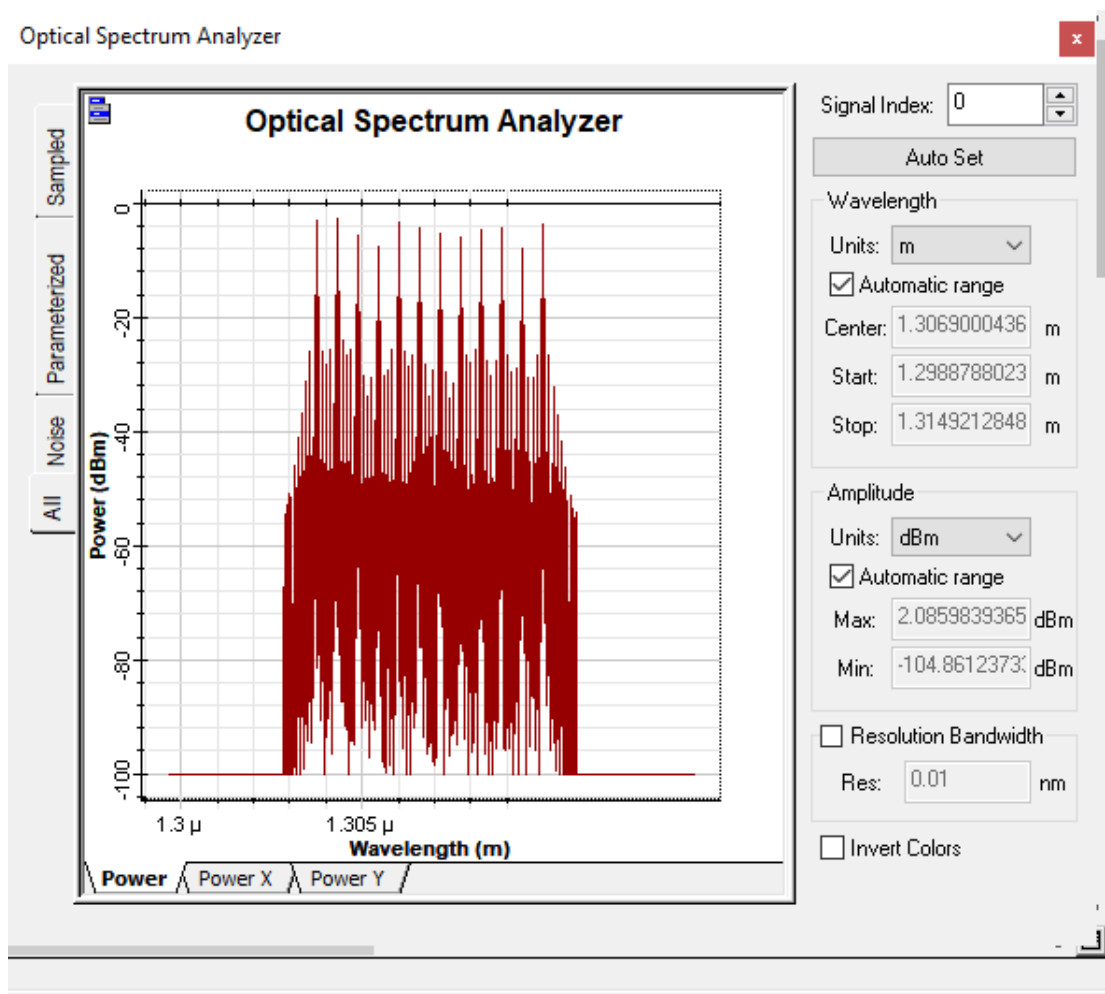 Optical Spectrum Analyzer
x
Sampled
Parameterized
Noise
All
Optical Spectrum Analyzer
Power (dBm)
0
-20
-40
-60
-80
-100
1.3 µ
1.305 µ
Wavelength (m)
Power
Power X
Power Y
Signal Index: 0
Auto Set
Wavelength
Units: m
Automatic range
Center: 1.3069000436 m
Start: 1.2988788023 m
Stop: 1.3149212848 m
Amplitude
Units: dBm
Automatic range
Max: 2.0859839365 dBm
Min: -104.8612373 dBm
Resolution Bandwidth
Res: 0.01 nm
Invert Colors